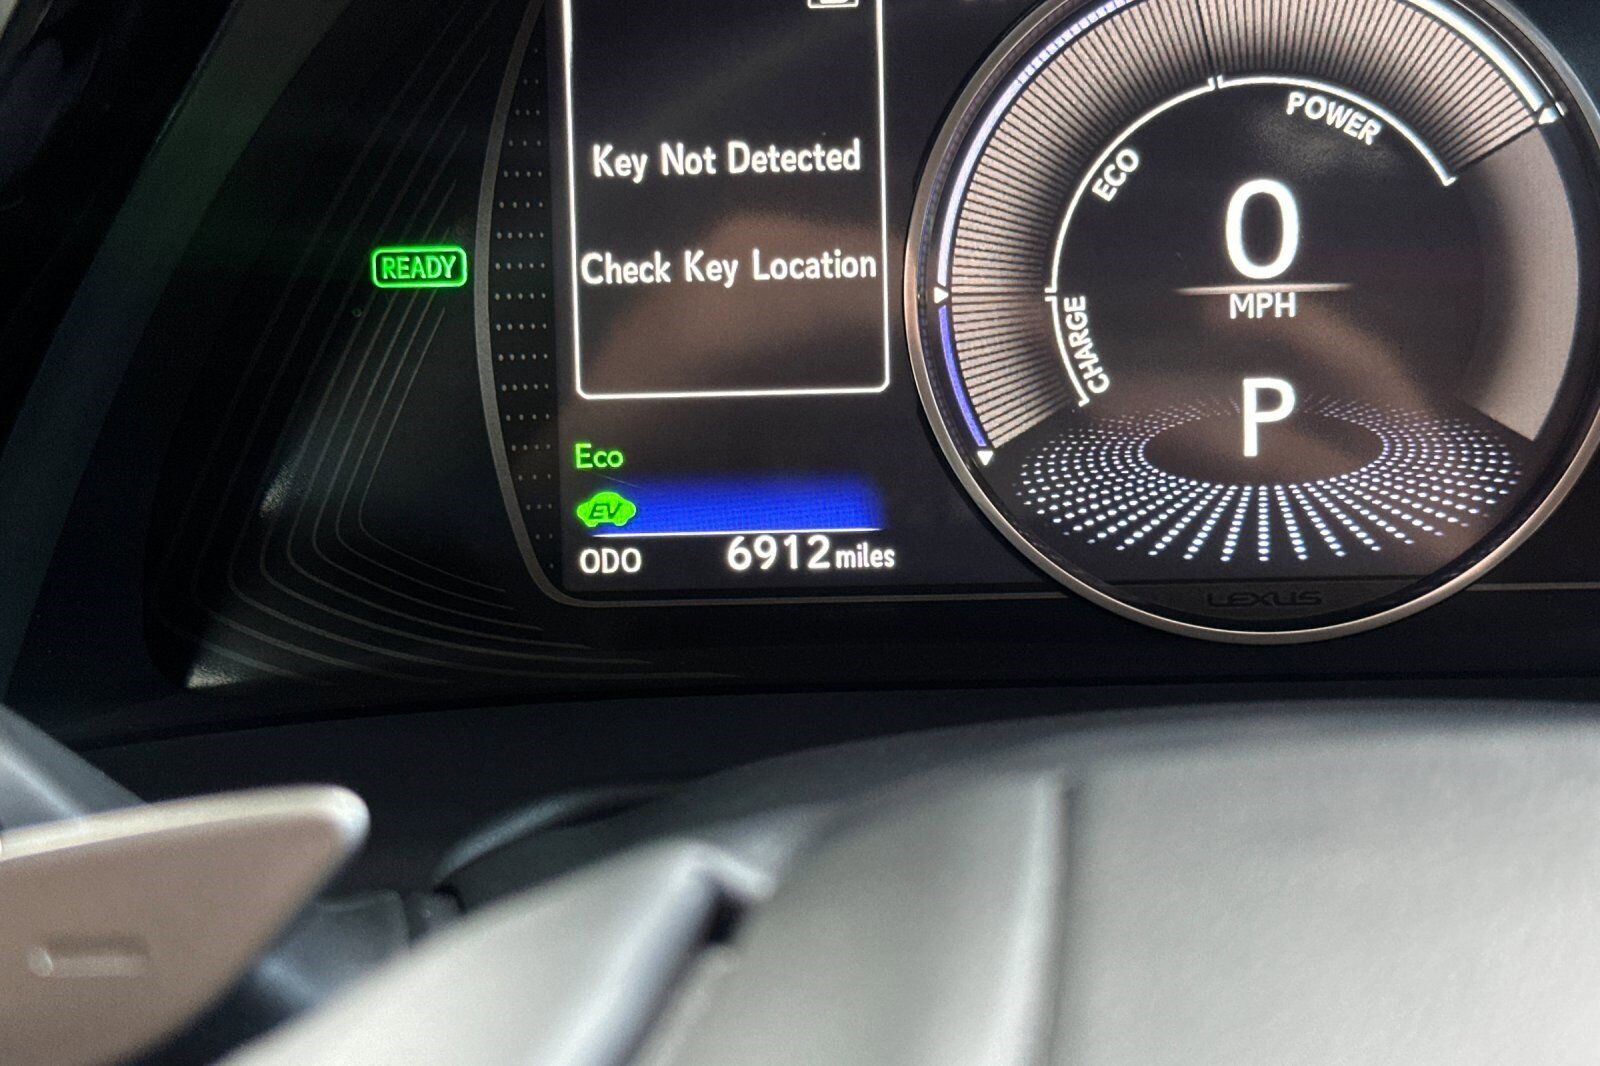 Key Not Detected
Check Key Location
READY
Eco
EV
ODO 6912 miles
POWER
ECO
CHARGE
0
MPH
P
LEXUS